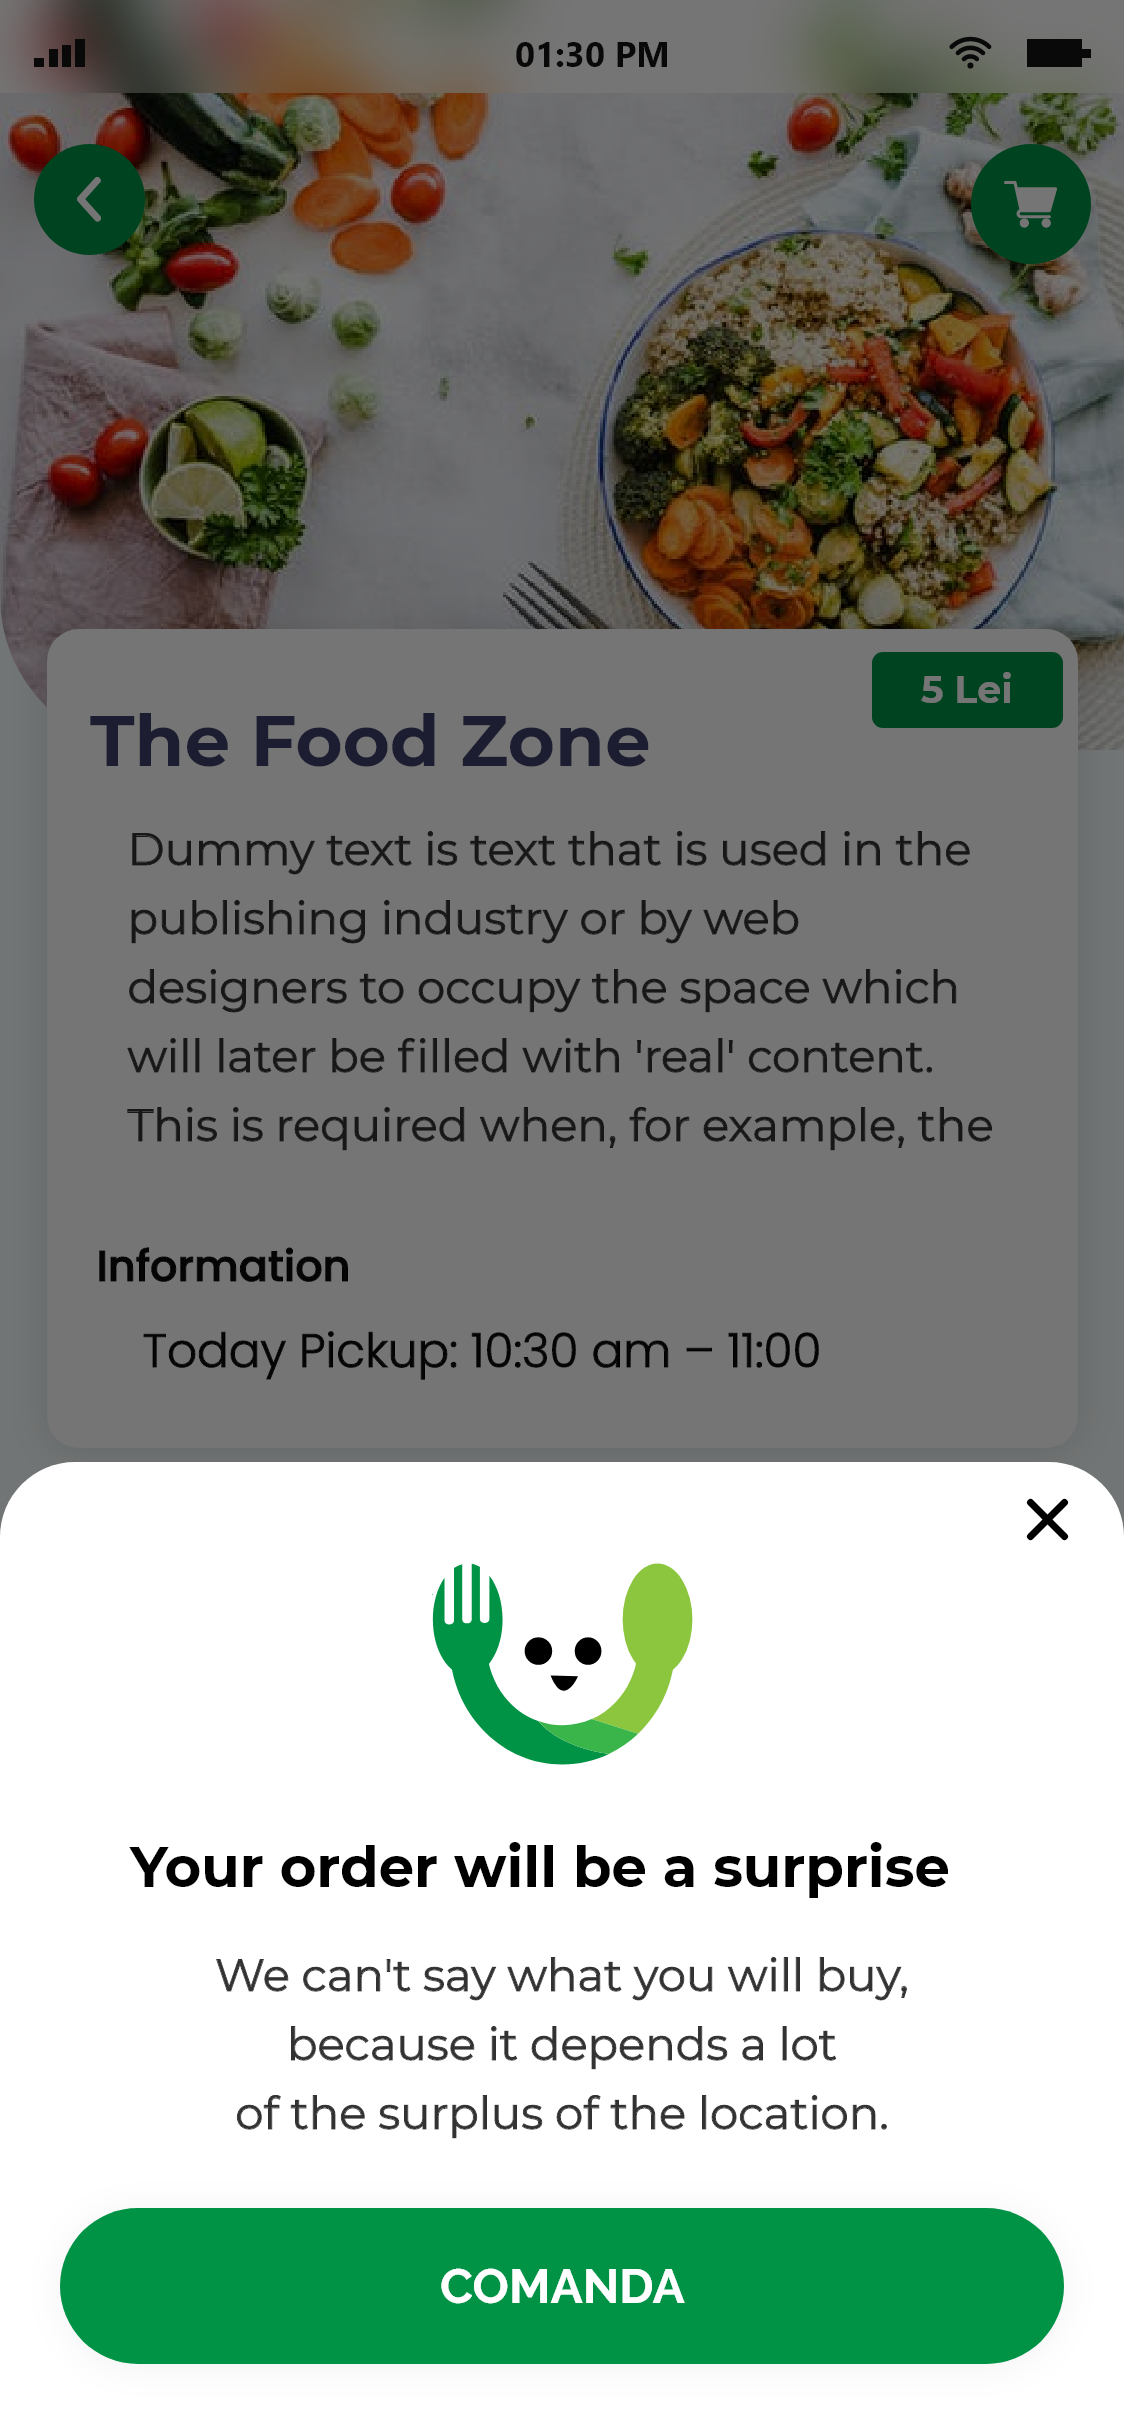 01:30 PM
5 Lei
The Food Zone
Dummy text is text that is used in the
publishing industry or by web
designers to occupy the space which
will later be filled with 'real' content.
This is required when, for example, the
Information
Today Pickup: 10:30 am – 11:00
Your order will be a surprise
We can't say what you will buy,
because it depends a lot
of the surplus of the location.
COMANDA